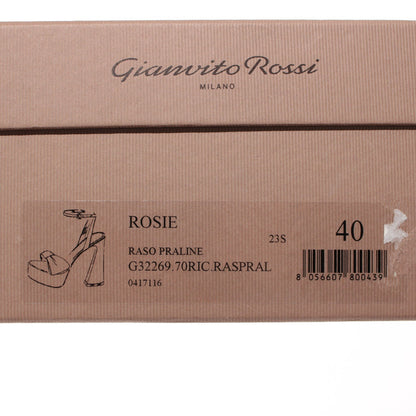 Gianvito Rossi
MILANO
ROSIE
RASO PRALINE
23S
40
G32269.70RIC.RASPRAL
0417116
8 056607 800439